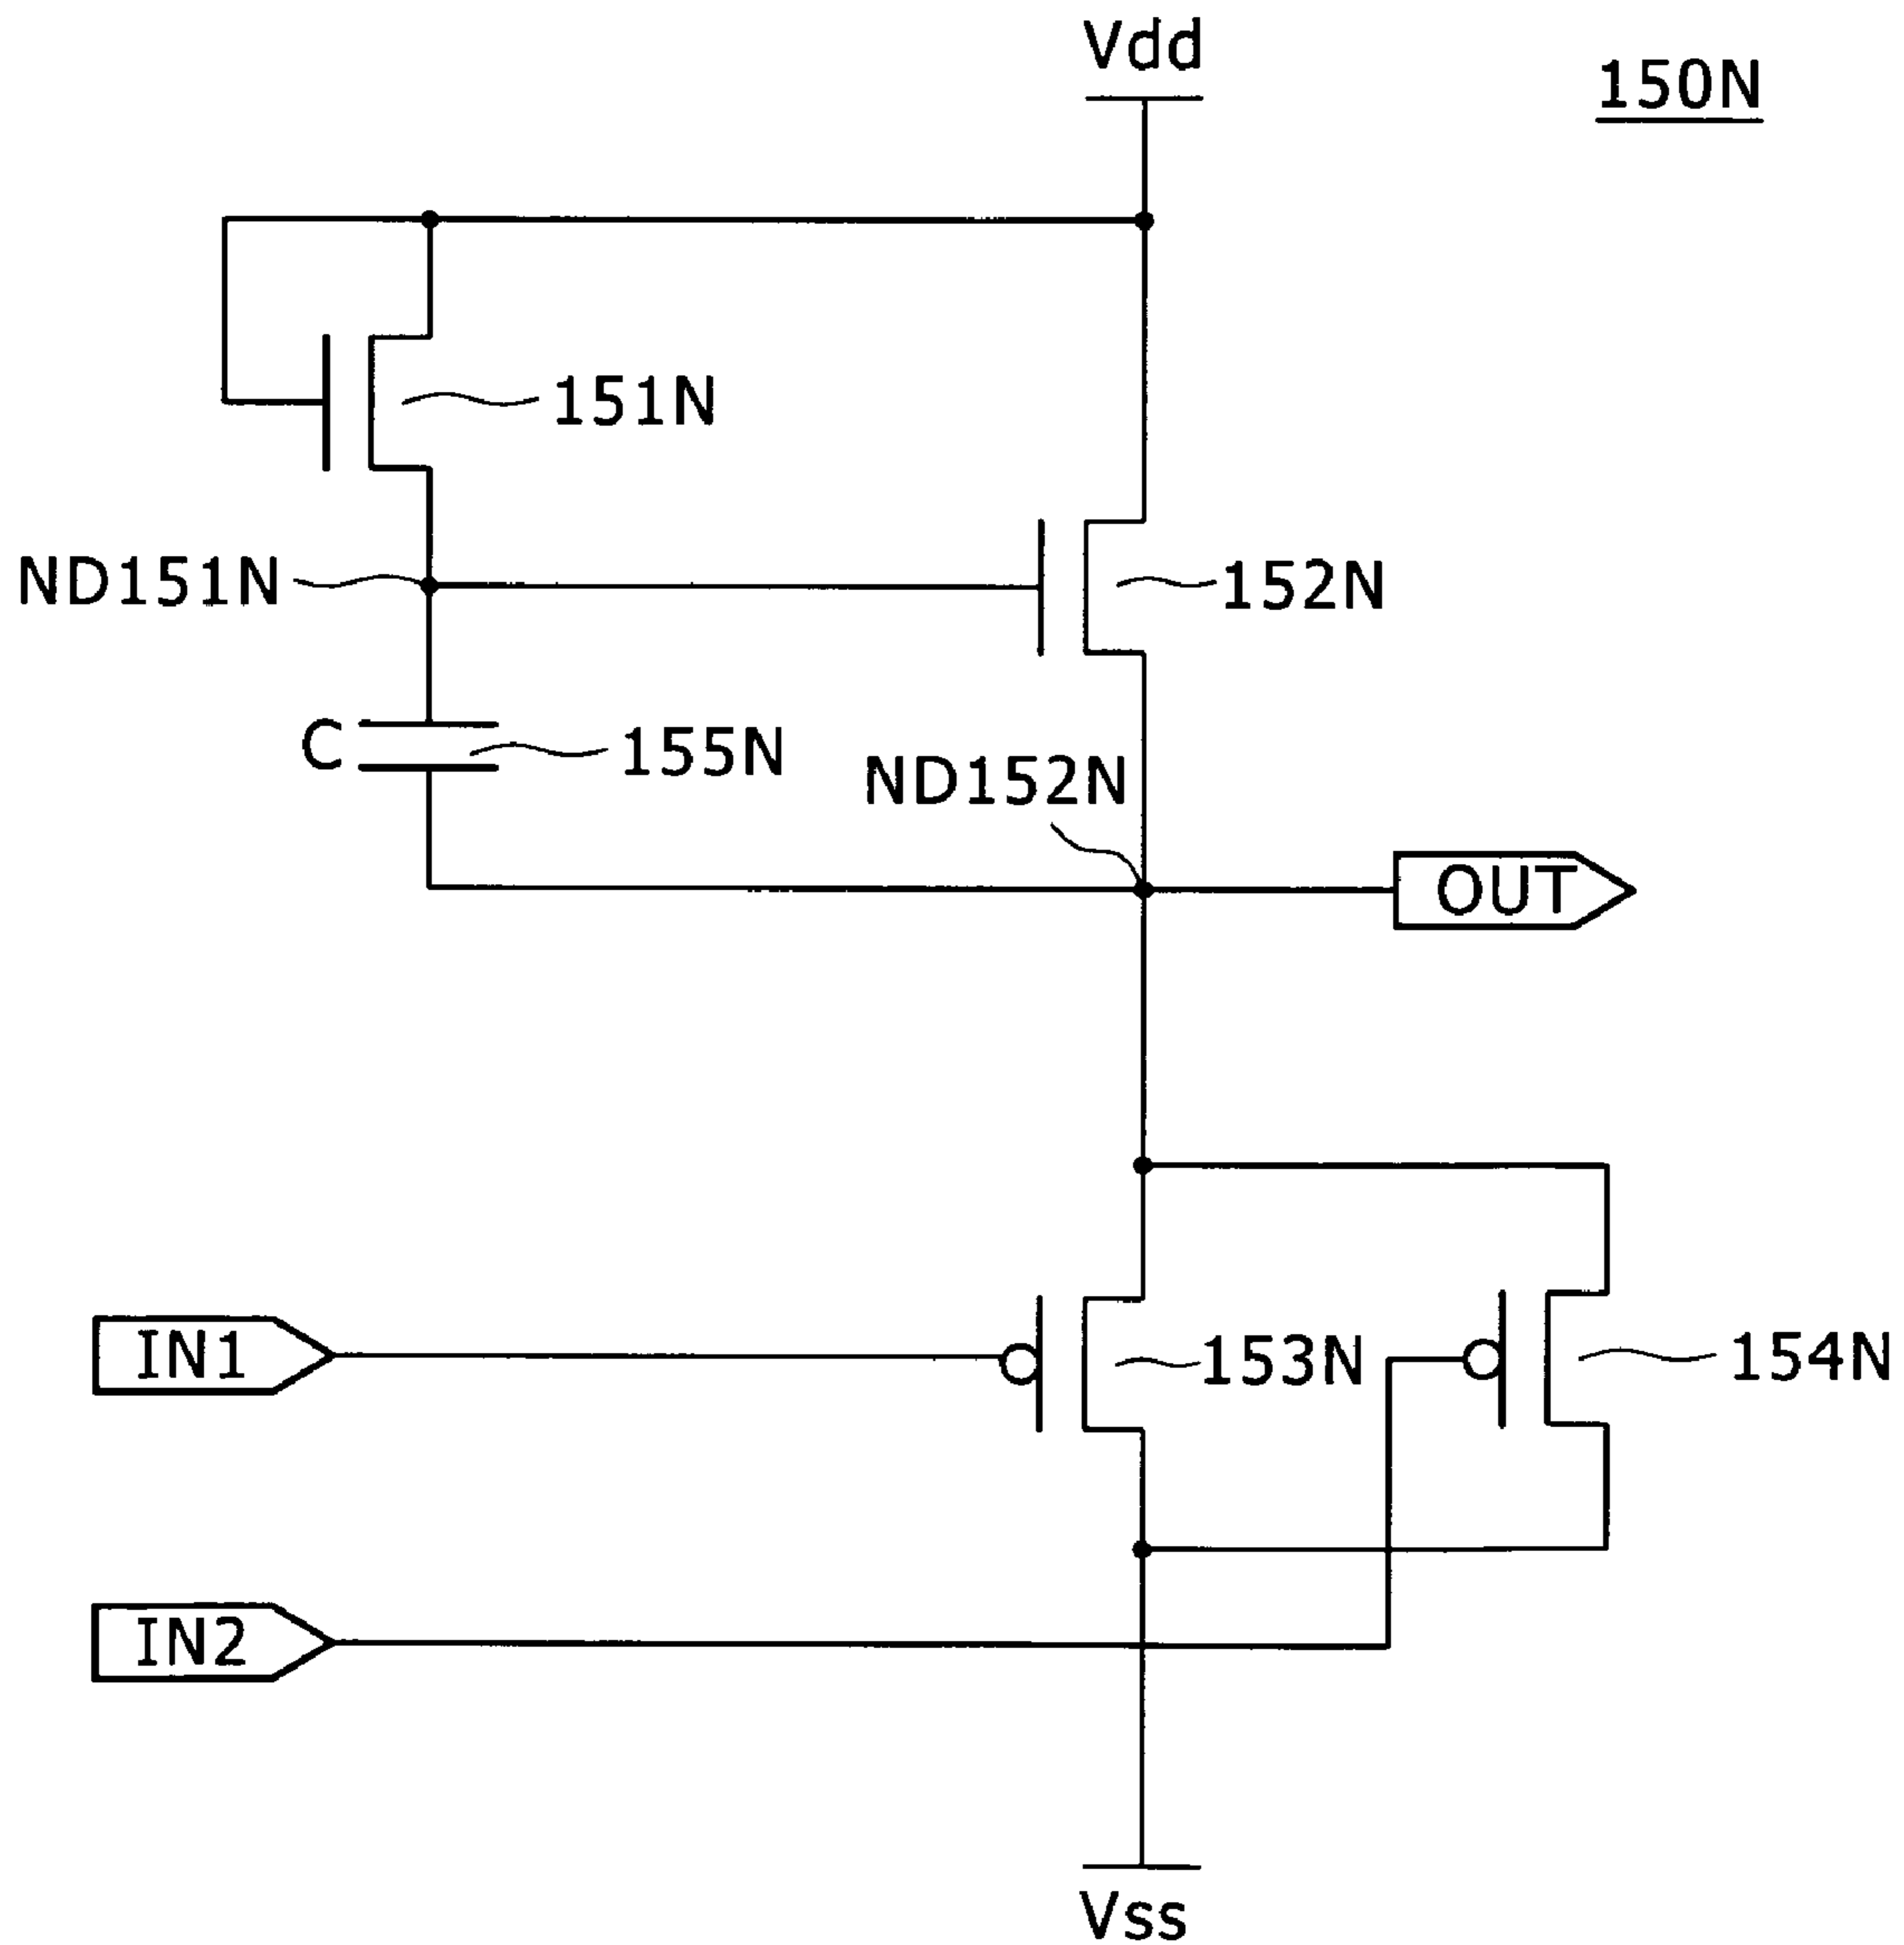 Vdd
150N
151N
ND151N
152N
C
155N
ND152N
OUT
IN1
153N
154N
IN2
Vss